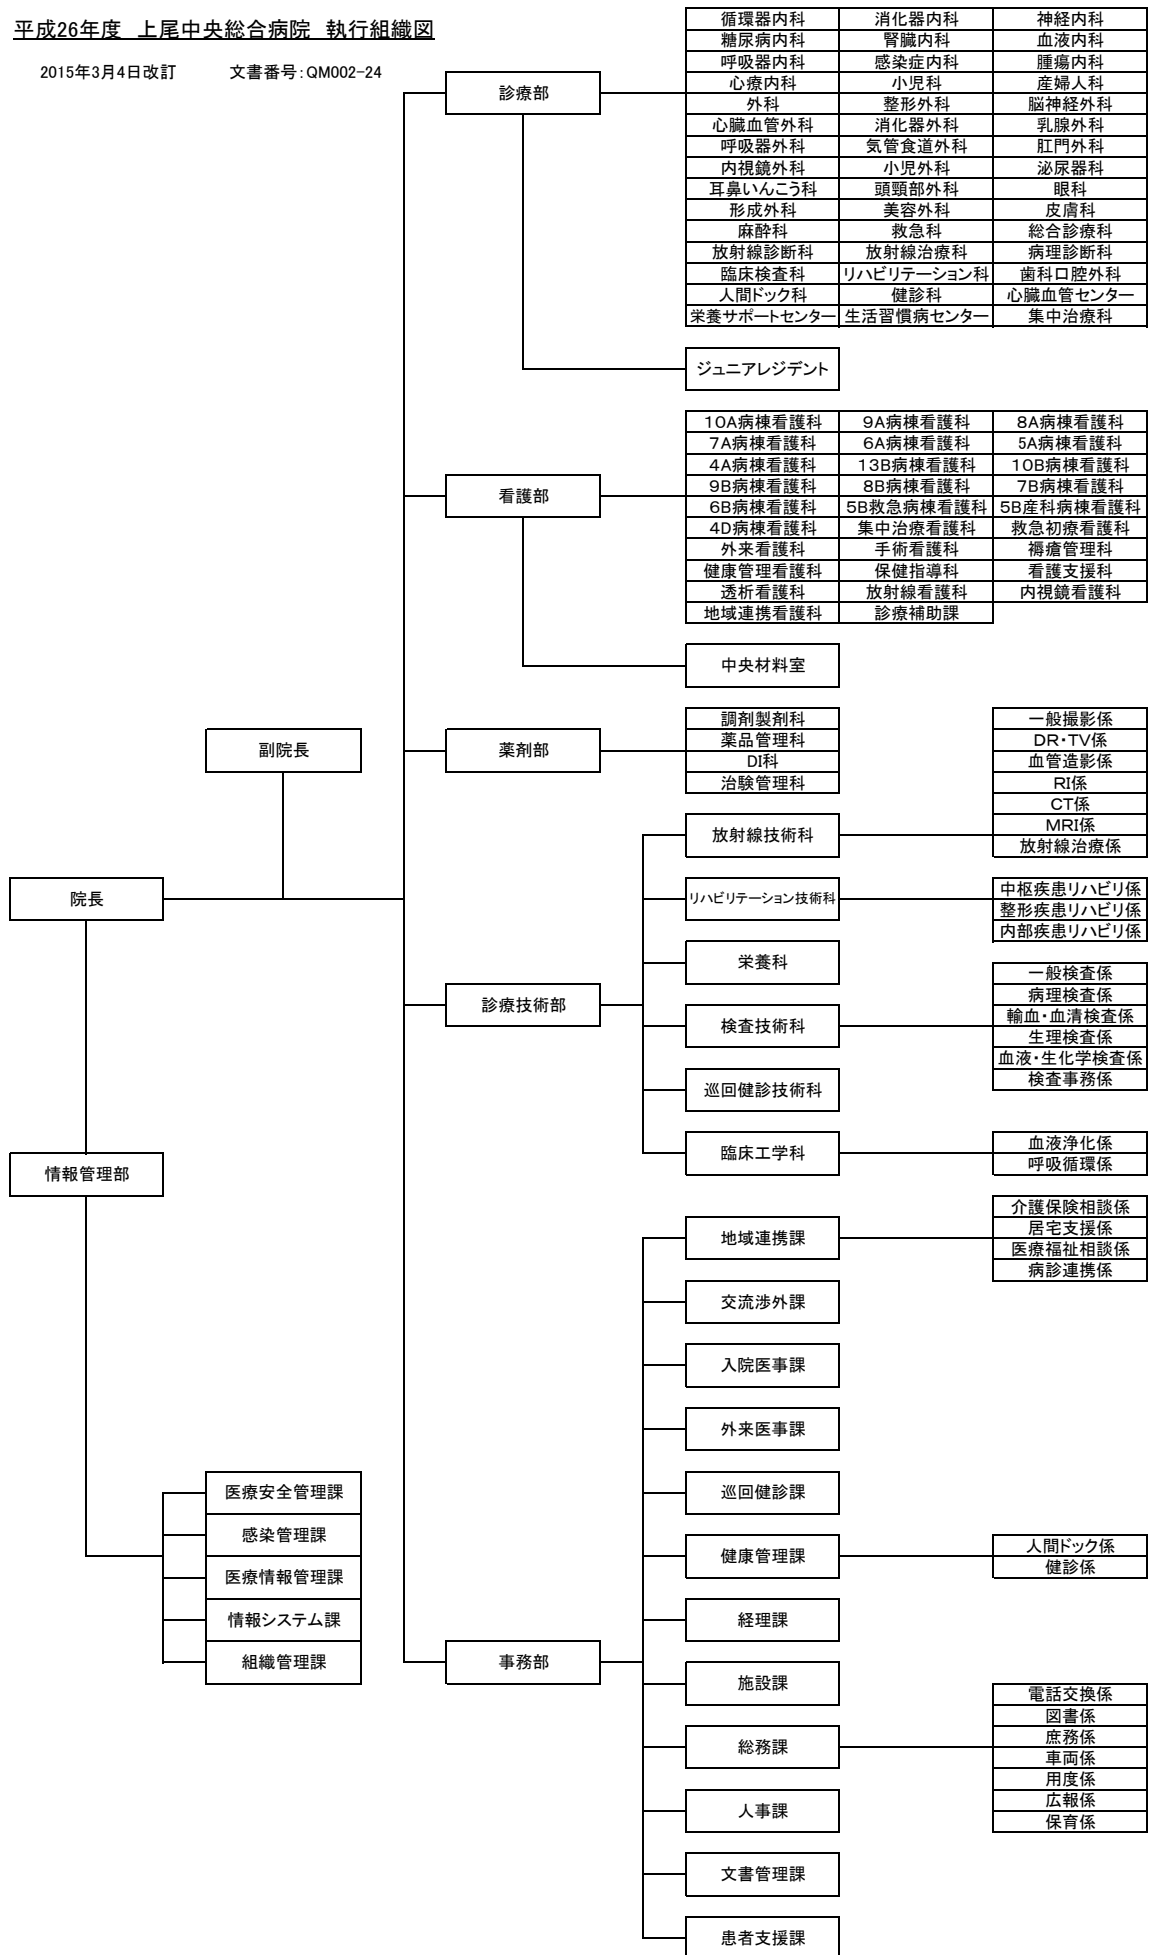 平成26年度 上尾中央総合病院 執行組織図
2015年3月4日改訂 文書番号:QM002-24
診療部
循環器内科 消化器内科 神経内科
糖尿病内科 腎臓内科 血液内科
呼吸器内科 感染症内科 腫瘍内科
心療内科 小児科 産婦人科
外科 整形外科 脳神経外科
心臓血管外科 消化器外科 乳腺外科
呼吸器外科 気管食道外科 肛門外科
内視鏡外科 小児外科 泌尿器科
耳鼻いんこう科 頭頸部外科 眼科
形成外科 美容外科 皮膚科
麻酔科 救急科 総合診療科
放射線診断科 放射線治療科 病理診断科
臨床検査科 リハビリテーション科 歯科口腔外科
人間ドック科 健診科 心臓血管センター
栄養サポートセンター 生活習慣病センター 集中治療科
ジュニアレジデント
看護部
10A病棟看護科 9A病棟看護科 8A病棟看護科
7A病棟看護科 6A病棟看護科 5A病棟看護科
4A病棟看護科 13B病棟看護科 10B病棟看護科
9B病棟看護科 8B病棟看護科 7B病棟看護科
6B病棟看護科 5B救急病棟看護科 5B産科病棟看護科
4D病棟看護科 集中治療看護科 救急初療看護科
外来看護科 手術看護科 褥瘡管理科
健康管理看護科 保健指導科 看護支援科
透析看護科 放射線看護科 内視鏡看護科
地域連携看護科 診療補助課
中央材料室
副院長
薬剤部
調剤製剤科
薬品管理科
DI科
治験管理科
院長
診療技術部
放射線技術科
一般撮影係
DR・TV係
血管造影係
RI係
CT係
MRI係
放射線治療係
リハビリテーション技術科
中枢疾患リハビリ係
整形疾患リハビリ係
内部疾患リハビリ係
栄養科
検査技術科
一般検査係
病理検査係
輸血・血清検査係
生理検査係
血液・生化学検査係
検査事務係
巡回健診技術科
臨床工学科
血液浄化係
呼吸循環係
情報管理部
医療安全管理課
感染管理課
医療情報管理課
情報システム課
組織管理課
事務部
地域連携課
介護保険相談係
居宅支援係
医療福祉相談係
病診連携係
交流渉外課
入院医事課
外来医事課
巡回健診課
健康管理課
人間ドック係
健診係
経理課
施設課
総務課
電話交換係
図書係
庶務係
車両係
用度係
広報係
保育係
人事課
文書管理課
患者支援課